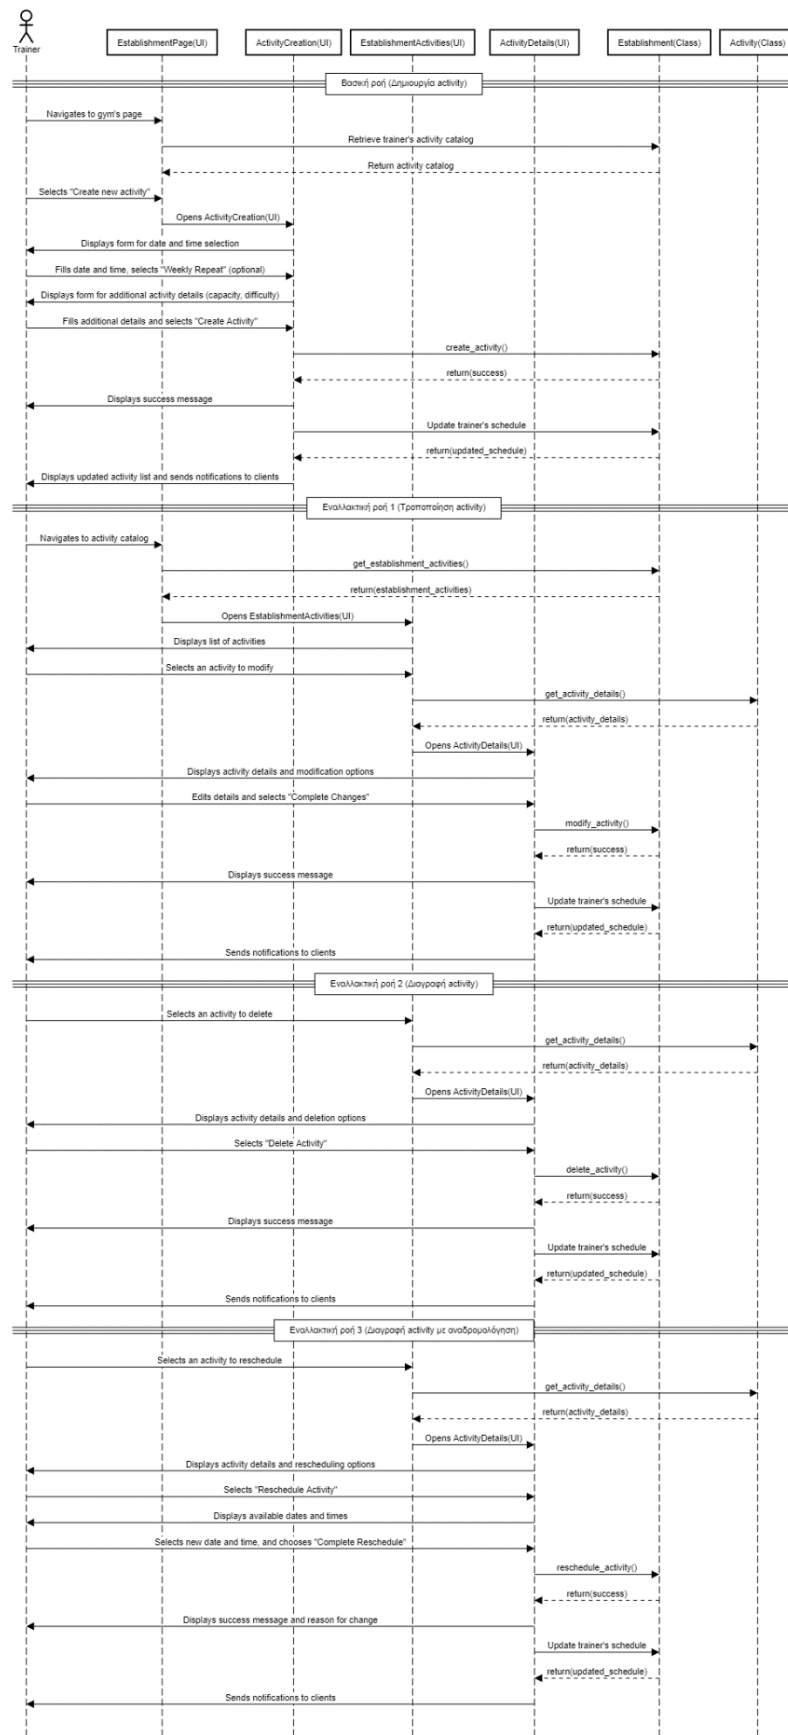 Trainer
EstablishmentPage(UI)
ActivityCreation(UI)
EstablishmentActivities(UI)
ActivityDetails(UI)
Establishment(Class)
Activity(Class)
Βασική ροή (Δημιουργία activity)
Navigates to gym's page
Retrieve trainer's activity catalog
Return activity catalog
Selects "Create new activity"
Opens ActivityCreation(UI)
Displays form for date and time selection
Fills date and time, selects "Weekly Repeat" (optional)
Displays form for additional activity details (capacity, difficulty)
Fills additional details and selects "Create Activity"
create_activity()
return(success)
Displays success message
Update trainer's schedule
return(updated_schedule)
Displays updated activity list and sends notifications to clients
Εναλλακτική ροή 1 (Τροποποίηση activity)
Navigates to activity catalog
get_establishment_activities()
return(establishment_activities)
Opens EstablishmentActivities(UI)
Displays list of activities
Selects an activity to modify
get_activity_details()
return(activity_details)
Opens ActivityDetails(UI)
Displays activity details and modification options
Edits details and selects "Complete Changes"
modify_activity()
return(success)
Displays success message
Update trainer's schedule
return(updated_schedule)
Sends notifications to clients
Εναλλακτική ροή 2 (Διαγραφή activity)
Selects an activity to delete
get_activity_details()
return(activity_details)
Opens ActivityDetails(UI)
Displays activity details and deletion options
Selects "Delete Activity"
delete_activity()
return(success)
Displays success message
Update trainer's schedule
return(updated_schedule)
Sends notifications to clients
Εναλλακτική ροή 3 (Διαγραφή activity με αναδρομολόγηση)
Selects an activity to reschedule
get_activity_details()
return(activity_details)
Opens ActivityDetails(UI)
Displays activity details and rescheduling options
Selects "Reschedule Activity"
Displays available dates and times
Selects new date and time, and chooses "Complete Reschedule"
reschedule_activity()
return(success)
Displays success message and reason for change
Update trainer's schedule
return(updated_schedule)
Sends notifications to clients